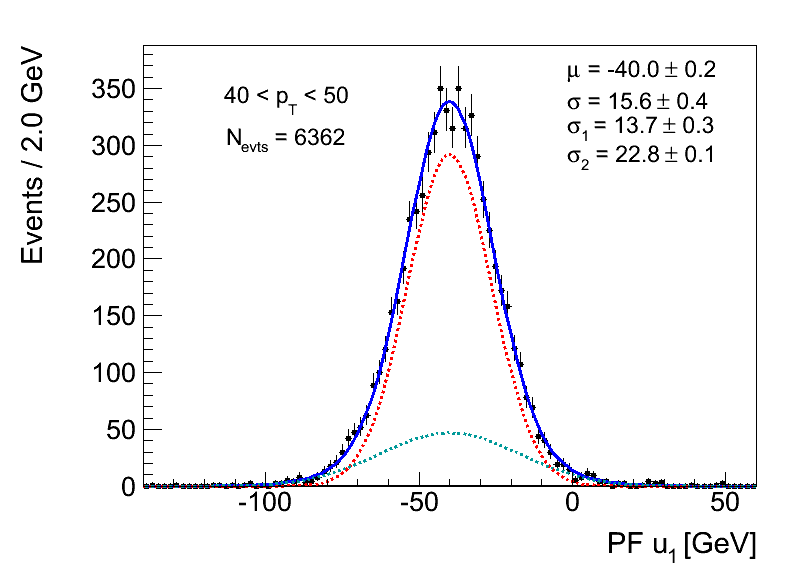 Events / 2.0 GeV
350
300
250
200
150
100
50
0
40 < p_T < 50
N_evts = 6362
μ = -40.0 ± 0.2
σ = 15.6 ± 0.4
σ_1 = 13.7 ± 0.3
σ_2 = 22.8 ± 0.1
-100
-50
0
50
PF u_1 [GeV]